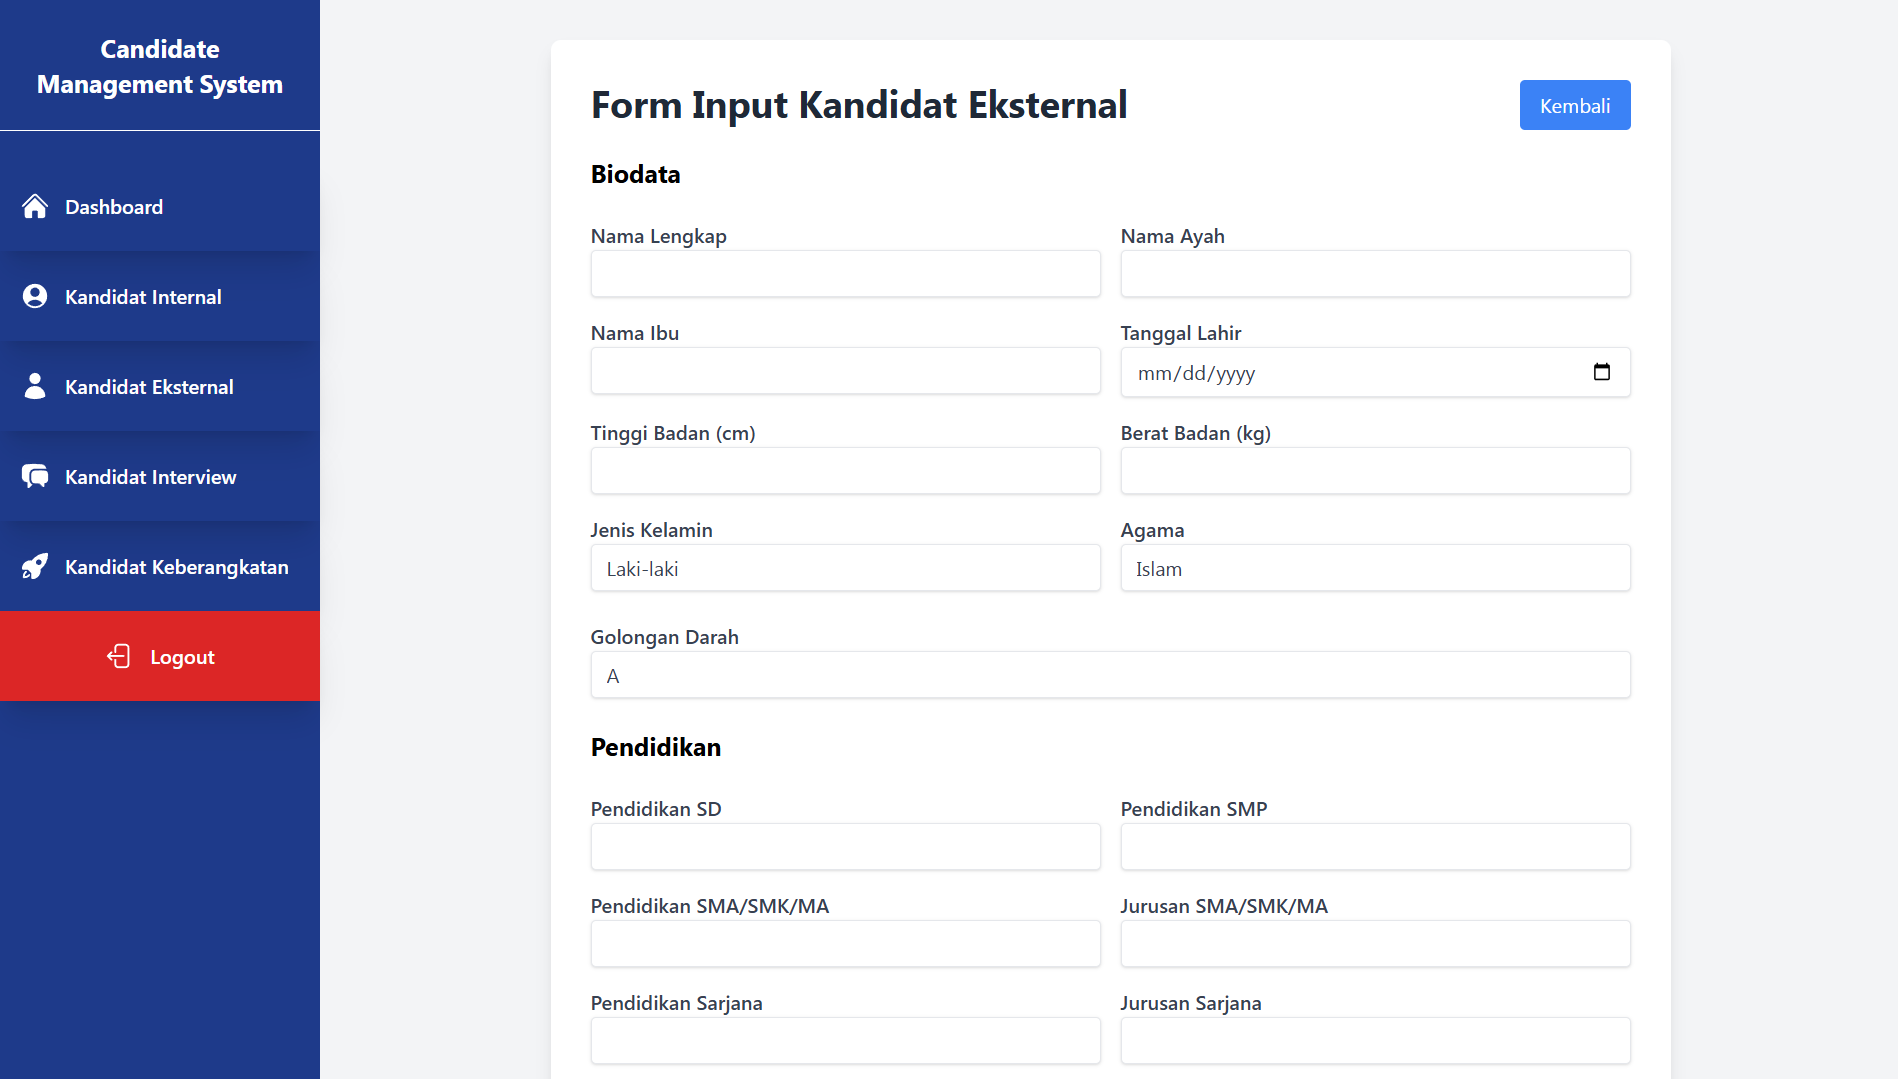 Candidate
Management System
Dashboard
Kandidat Internal
Kandidat Eksternal
Kandidat Interview
Kandidat Keberangkatan
Logout
Form Input Kandidat Eksternal
Kembali
Biodata
Nama Lengkap
Nama Ayah
Nama Ibu
Tanggal Lahir
mm/dd/yyyy
Tinggi Badan (cm)
Berat Badan (kg)
Jenis Kelamin
Agama
Laki-laki
Islam
Golongan Darah
A
Pendidikan
Pendidikan SD
Pendidikan SMP
Pendidikan SMA/SMK/MA
Jurusan SMA/SMK/MA
Pendidikan Sarjana
Jurusan Sarjana